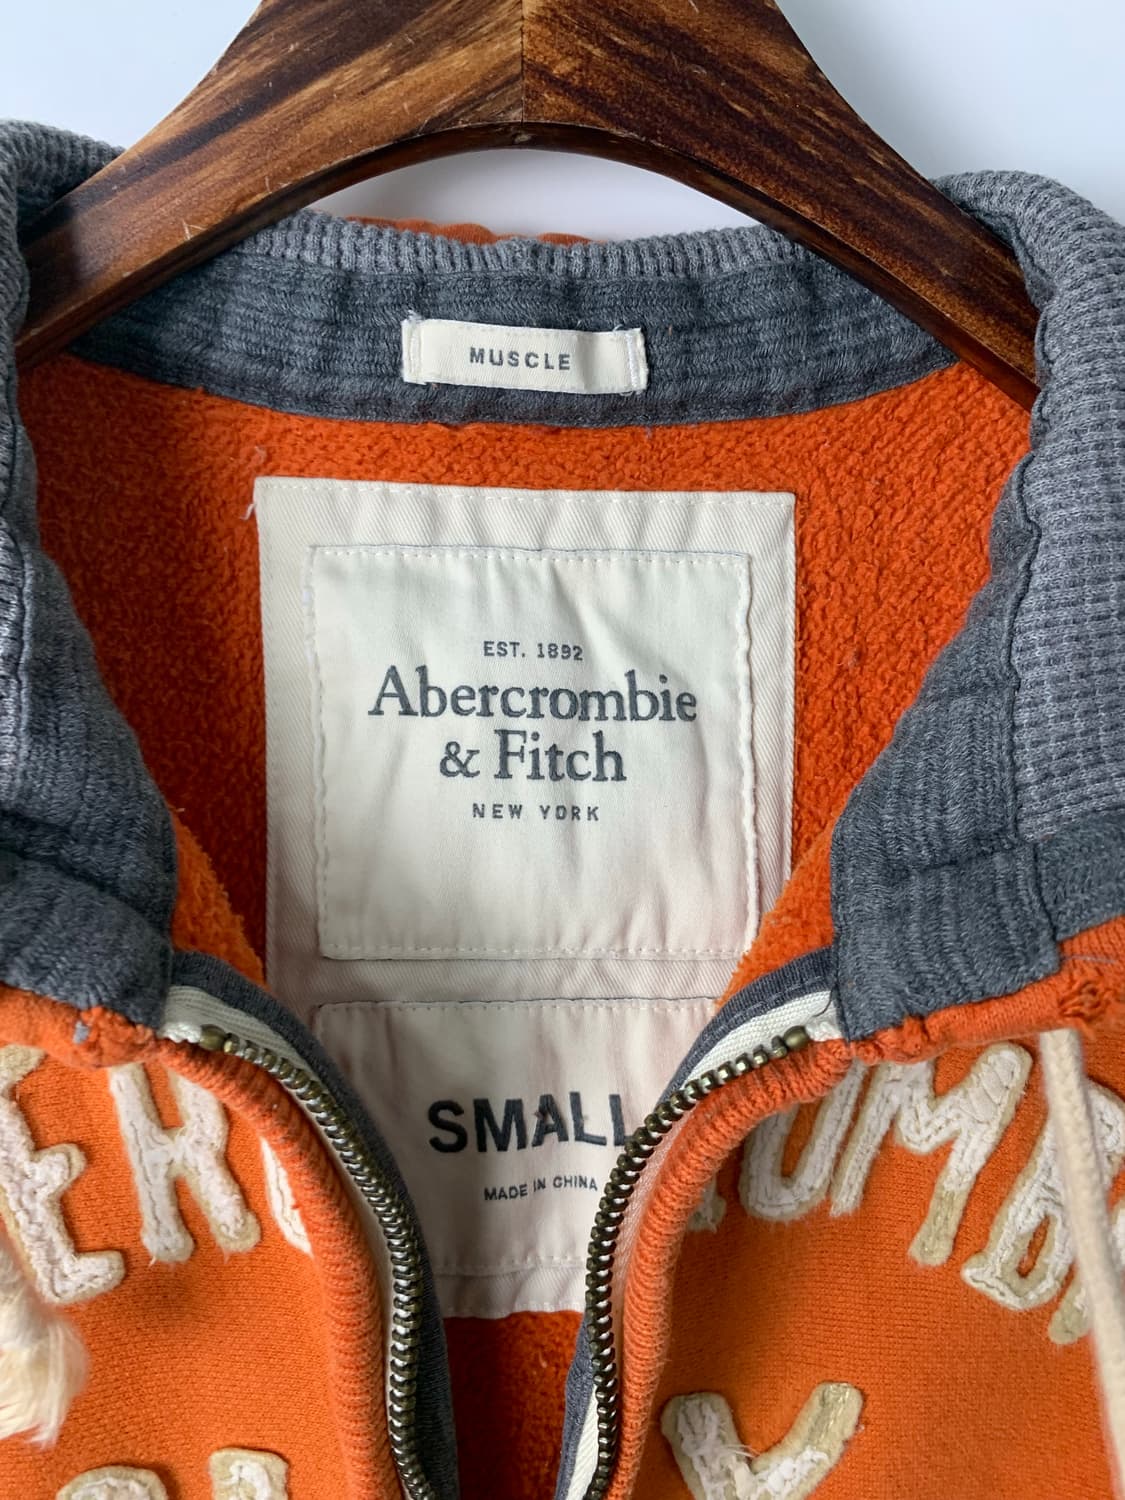 MUSCLE
EST. 1892
Abercrombie
& Fitch
NEW YORK
SMALL
MADE IN CHINA